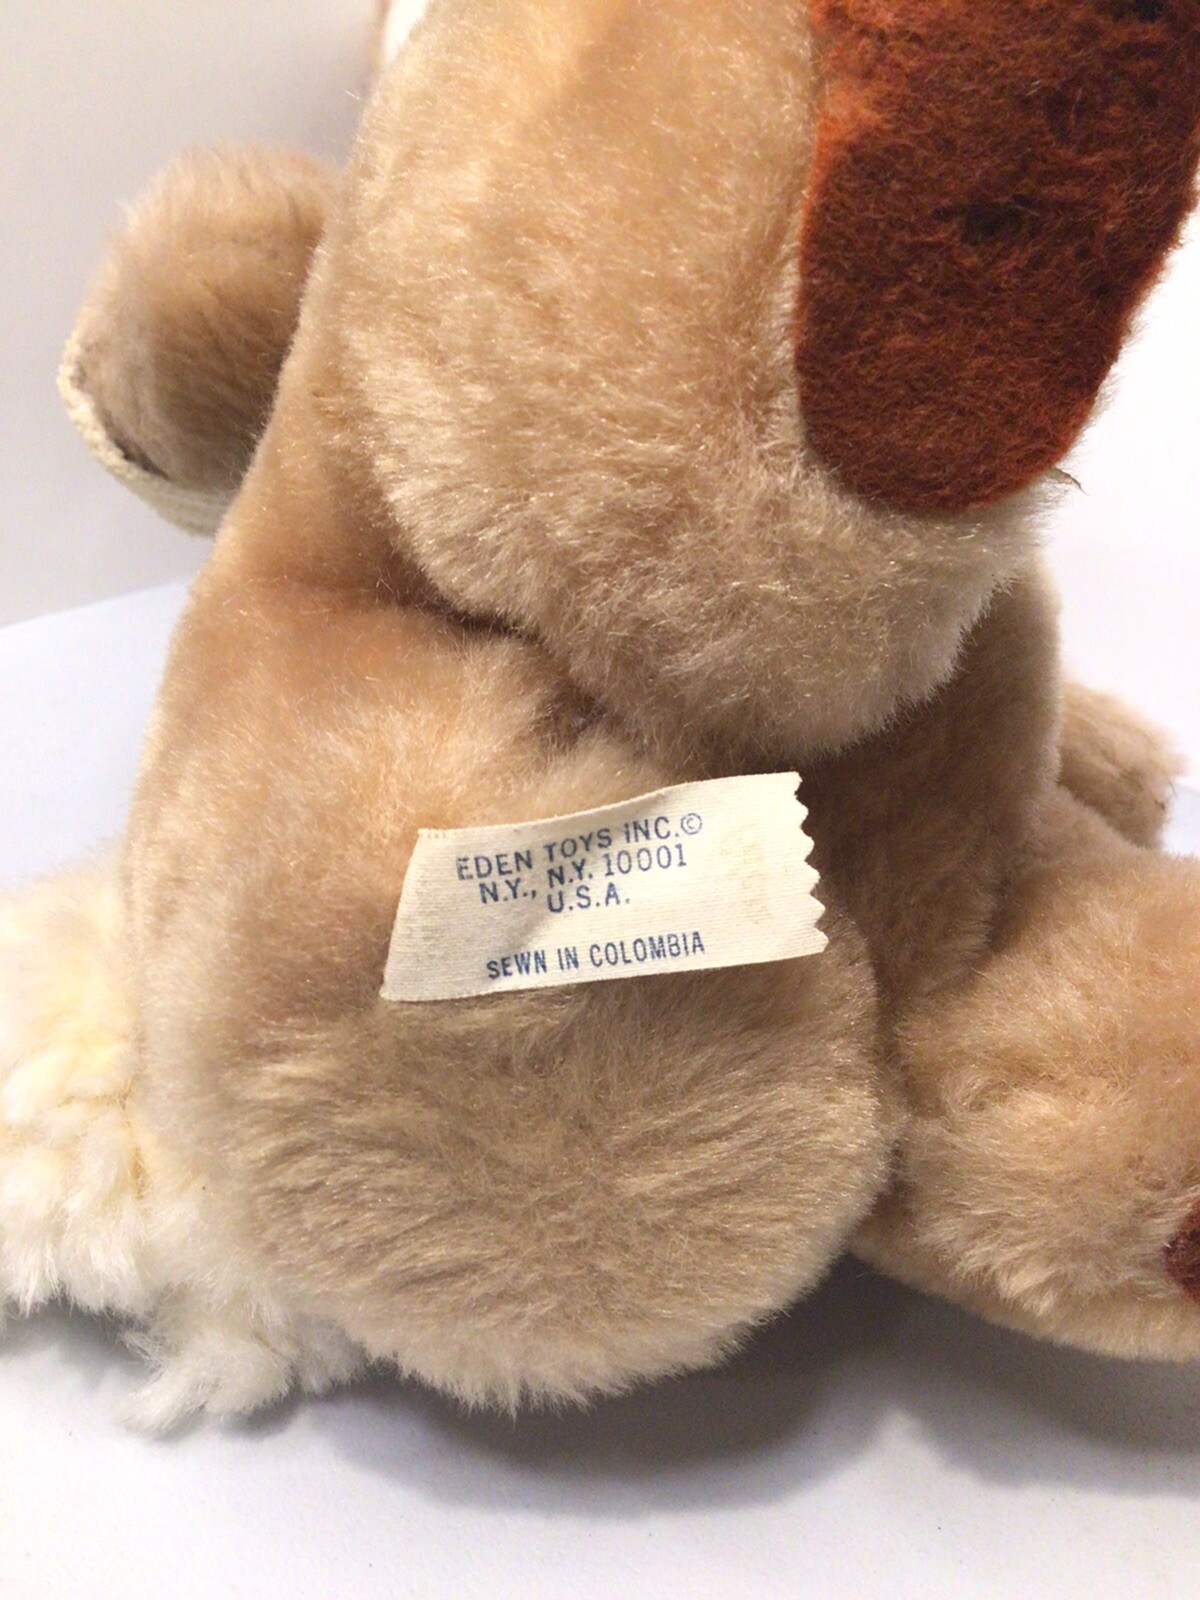 EDEN TOYS INC.©
N.Y., N.Y. 10001
U.S.A.
SEWN IN COLOMBIA